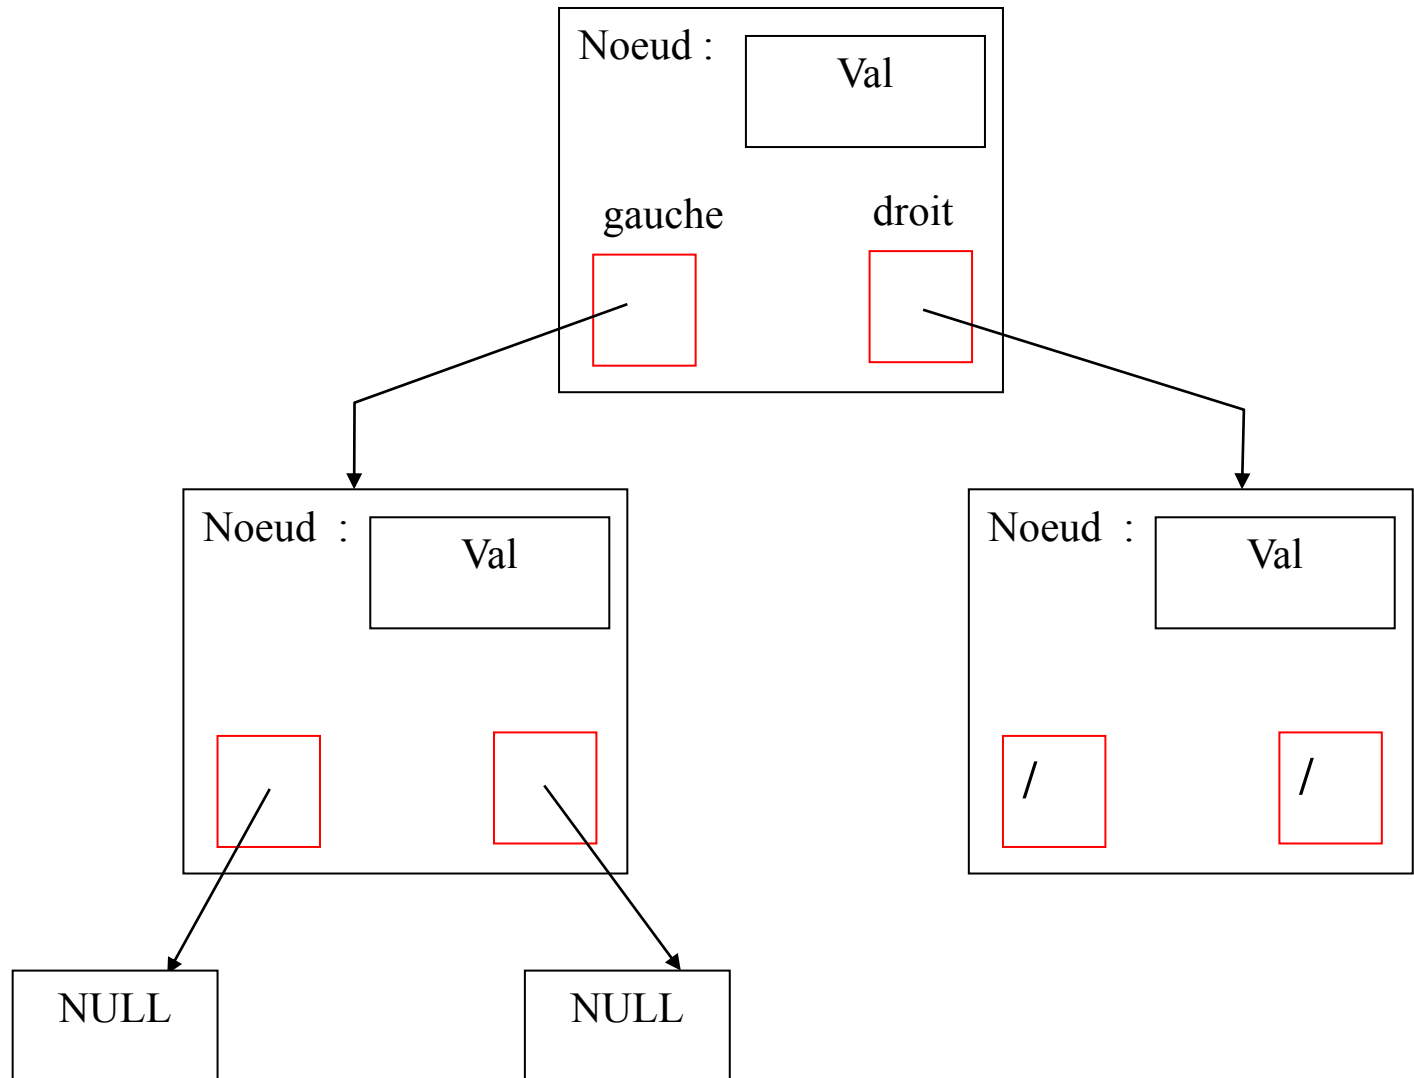 Noeud :
Val
gauche
droit
Noeud :
Val
Noeud :
Val
/
/
NULL
NULL